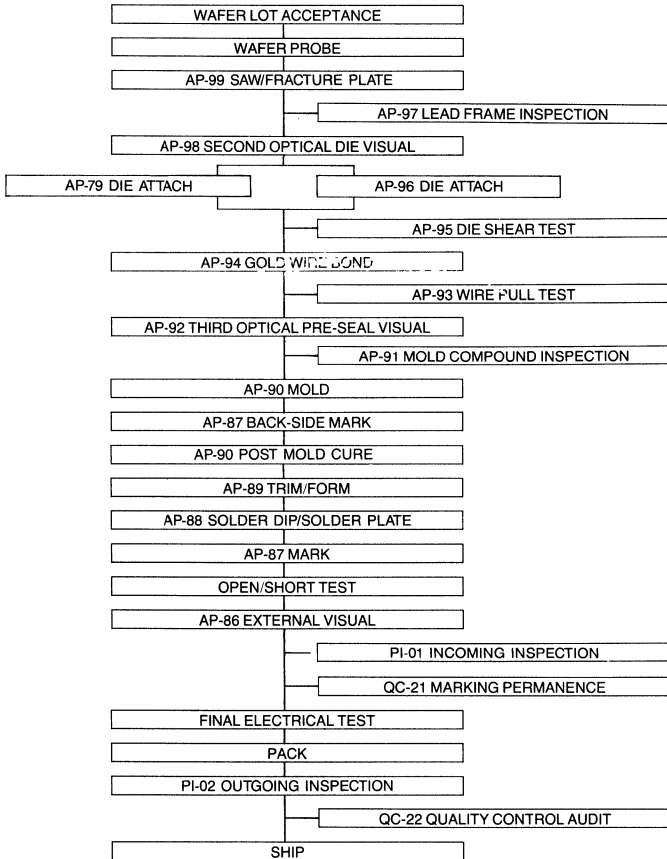 WAFER LOT ACCEPTANCE
WAFER PROBE
AP-99 SAW/FRACTURE PLATE
AP-97 LEAD FRAME INSPECTION
AP-98 SECOND OPTICAL DIE VISUAL
AP-79 DIE ATTACH
AP-96 DIE ATTACH
AP-95 DIE SHEAR TEST
AP-94 GOLD WIRE BOND
AP-93 WIRE PULL TEST
AP-92 THIRD OPTICAL PRE-SEAL VISUAL
AP-91 MOLD COMPOUND INSPECTION
AP-90 MOLD
AP-87 BACK-SIDE MARK
AP-90 POST MOLD CURE
AP-89 TRIM/FORM
AP-88 SOLDER DIP/SOLDER PLATE
AP-87 MARK
OPEN/SHORT TEST
AP-86 EXTERNAL VISUAL
PI-01 INCOMING INSPECTION
QC-21 MARKING PERMANENCE
FINAL ELECTRICAL TEST
PACK
PI-02 OUTGOING INSPECTION
QC-22 QUALITY CONTROL AUDIT
SHIP